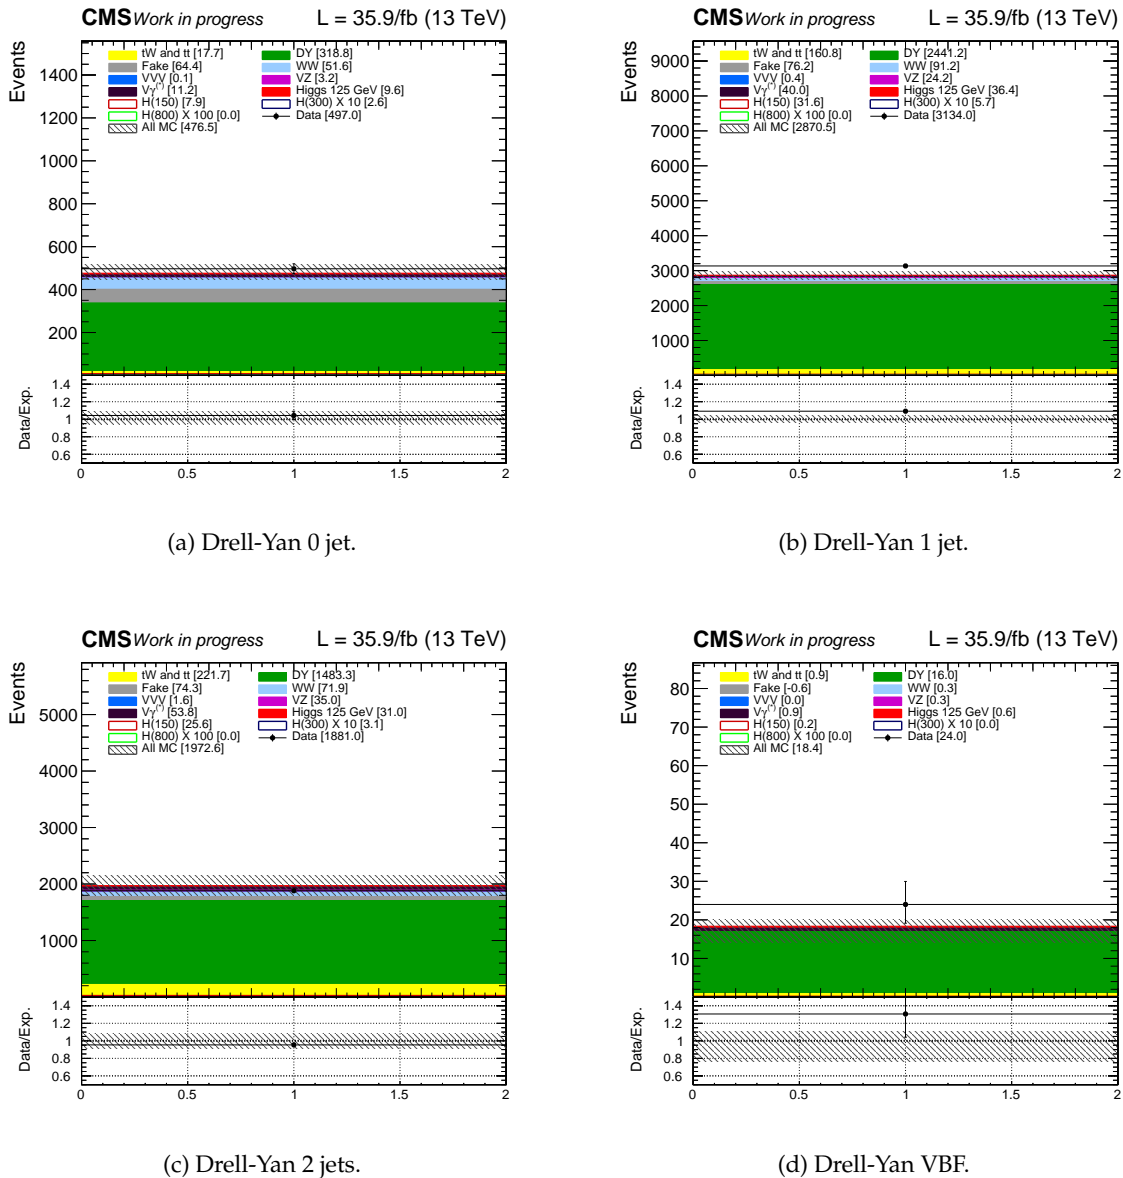 CMS Work in progress L = 35.9/fb (13 TeV)
Events
tW and tt [17.7] DY [318.8]
Fake [64.4] WW [51.6]
VVV [0.1] VZ [3.2]
Vγ(*) [11.2] Higgs 125 GeV [9.6]
H(150) [7.9] H(300) X 10 [2.6]
H(800) X 100 [0.0] Data [497.0]
All MC [476.5]
1400
1200
1000
800
600
400
200
Data/Exp.
1.4
1.2
1
0.8
0.6
0 0.5 1 1.5 2
(a) Drell-Yan 0 jet.
CMS Work in progress L = 35.9/fb (13 TeV)
Events
tW and tt [160.8] DY [2441.2]
Fake [76.2] WW [91.2]
VVV [0.4] VZ [24.2]
Vγ(*) [40.0] Higgs 125 GeV [36.4]
H(150) [31.6] H(300) X 10 [5.7]
H(800) X 100 [0.0] Data [3134.0]
All MC [2870.5]
9000
8000
7000
6000
5000
4000
3000
2000
1000
Data/Exp.
1.4
1.2
1
0.8
0.6
0 0.5 1 1.5 2
(b) Drell-Yan 1 jet.
CMS Work in progress L = 35.9/fb (13 TeV)
Events
tW and tt [221.7] DY [1483.3]
Fake [74.3] WW [71.9]
VVV [1.6] VZ [35.0]
Vγ(*) [53.8] Higgs 125 GeV [31.0]
H(150) [25.6] H(300) X 10 [3.1]
H(800) X 100 [0.0] Data [1881.0]
All MC [1972.6]
5000
4000
3000
2000
1000
Data/Exp.
1.4
1.2
1
0.8
0.6
0 0.5 1 1.5 2
(c) Drell-Yan 2 jets.
CMS Work in progress L = 35.9/fb (13 TeV)
Events
tW and tt [0.9] DY [16.0]
Fake [-0.6] WW [0.3]
VVV [0.0] VZ [0.3]
Vγ(*) [0.9] Higgs 125 GeV [0.6]
H(150) [0.2] H(300) X 10 [0.0]
H(800) X 100 [0.0] Data [24.0]
All MC [18.4]
80
70
60
50
40
30
20
10
Data/Exp.
1.4
1.2
1
0.8
0.6
0 0.5 1 1.5 2
(d) Drell-Yan VBF.